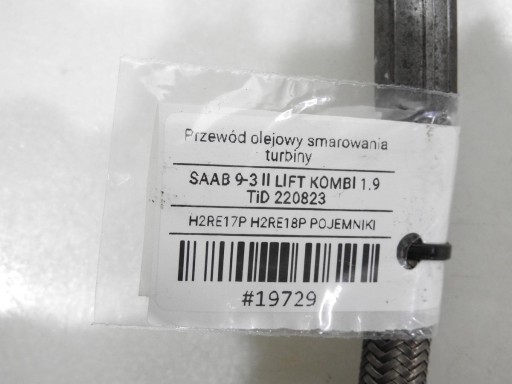 Przewód olejowy smarowania
turbiny
SAAB 9-3 II LIFT KOMBI 1.9
TiD 220823
H2RE17P H2RE18P POJEMNIKI
#19729